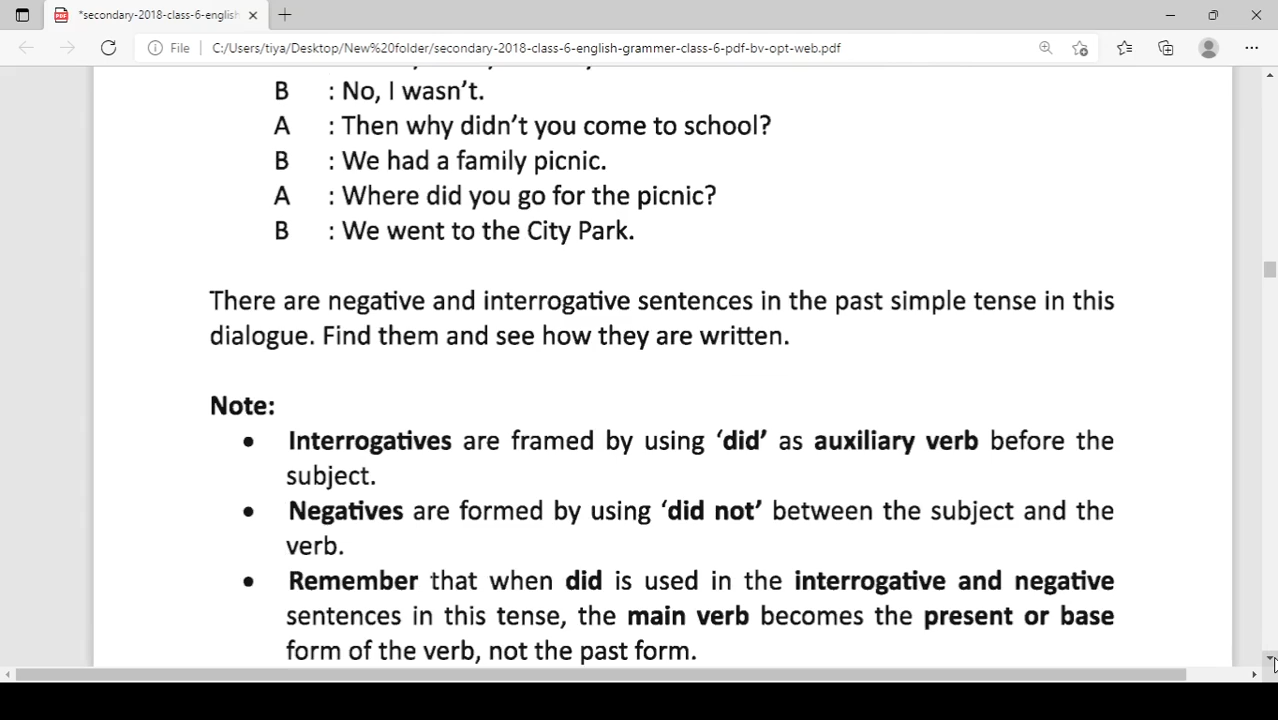 *secondary-2018-class-6-english
File C:/Users/tiya/Desktop/New%20folder/secondary-2018-class-6-english-grammer-class-6-pdf-bv-opt-web.pdf
B : No, I wasn't.
A : Then why didn't you come to school?
B : We had a family picnic.
A : Where did you go for the picnic?
B : We went to the City Park.
There are negative and interrogative sentences in the past simple tense in this
dialogue. Find them and see how they are written.
Note:
• Interrogatives are framed by using ‘did’ as auxiliary verb before the
subject.
• Negatives are formed by using ‘did not’ between the subject and the
verb.
• Remember that when did is used in the interrogative and negative
sentences in this tense, the main verb becomes the present or base
form of the verb, not the past form.